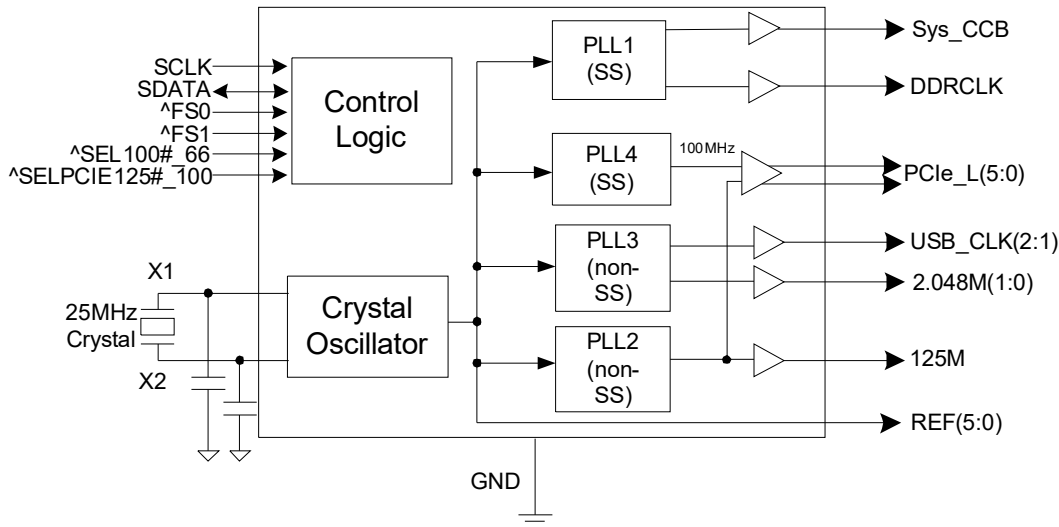 SCLK
SDATA
^FS0
^FS1
^SEL100#_66
^SELPCIE125#_100
Control
Logic
X1
25MHz
Crystal
X2
Crystal
Oscillator
PLL1
(SS)
PLL4
(SS)
100MHz
PLL3
(non-
SS)
PLL2
(non-
SS)
Sys_CCB
DDRCLK
PCIe_L(5:0)
USB_CLK(2:1)
2.048M(1:0)
125M
REF(5:0)
GND